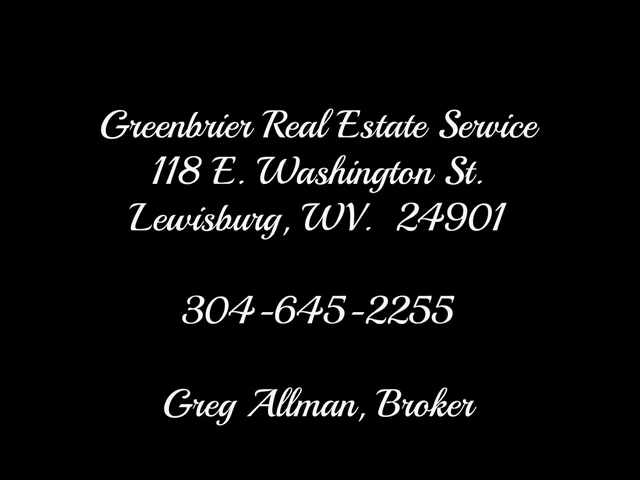 Greenbrier Real Estate Service
118 E. Washington St.
Lewisburg, WV.  24901
304-645-2255
Greg Allman, Broker